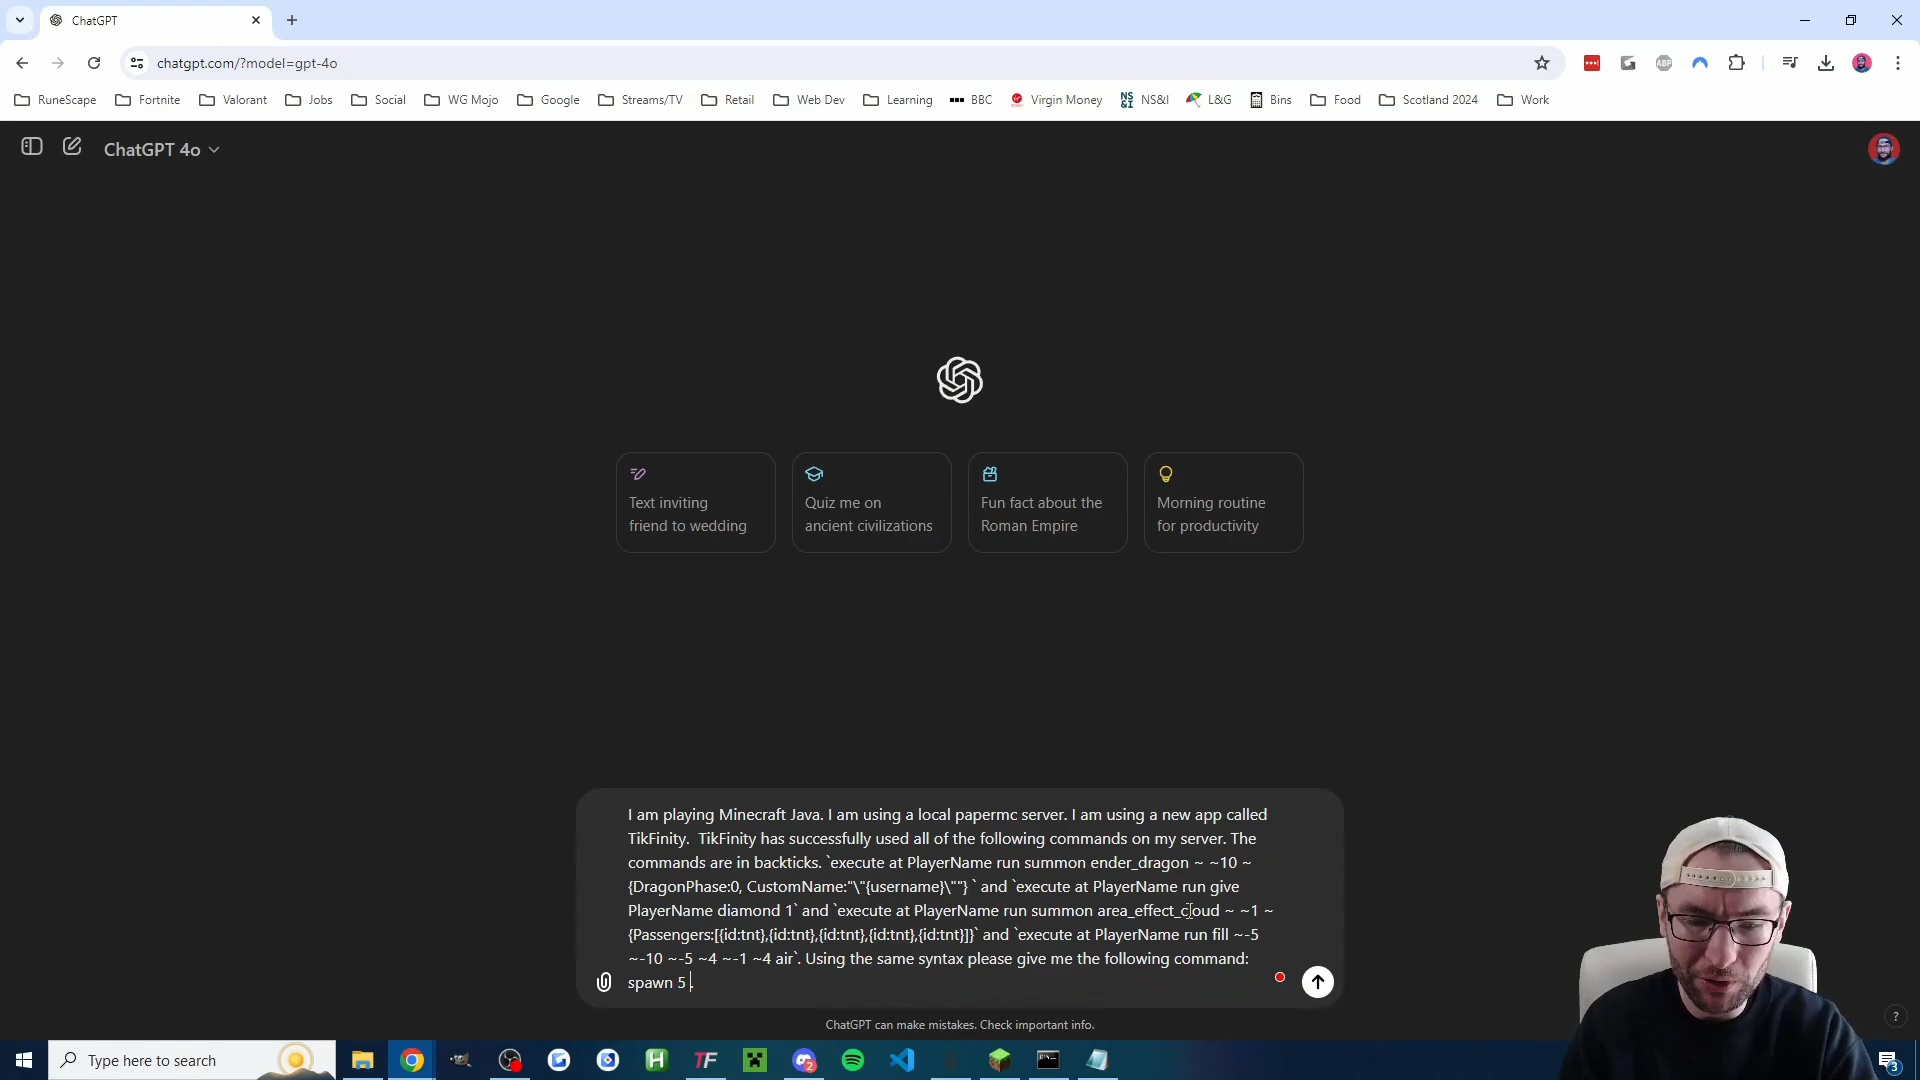 ChatGPT
chatgpt.com/?model=gpt-4o
ABP
RuneScape Fortnite Valorant Jobs Social WG Mojo Google Streams/TV Retail Web Dev Learning BBC Virgin Money NS&I NS&I L&G Bins Food Scotland 2024 Work
ChatGPT 4o
Text inviting
friend to wedding
Quiz me on
ancient civilizations
Fun fact about the
Roman Empire
Morning routine
for productivity
I am playing Minecraft Java. I am using a local papermc server. I am using a new app called
TikFinity.  TikFinity has successfully used all of the following commands on my server. The
commands are in backticks. `execute at PlayerName run summon ender_dragon ~ ~10 ~
{DragonPhase:0, CustomName:"\"{username}\""} ` and `execute at PlayerName run give
PlayerName diamond 1` and `execute at PlayerName run summon area_effect_cloud ~ ~1 ~
{Passengers:[{id:tnt},{id:tnt},{id:tnt},{id:tnt},{id:tnt}]}` and `execute at PlayerName run fill ~-5
~-10 ~-5 ~4 ~-1 ~4 air`. Using the same syntax please give me the following command:
spawn 5 .
ChatGPT can make mistakes. Check important info.
?
Type here to search
H
TF
2
3